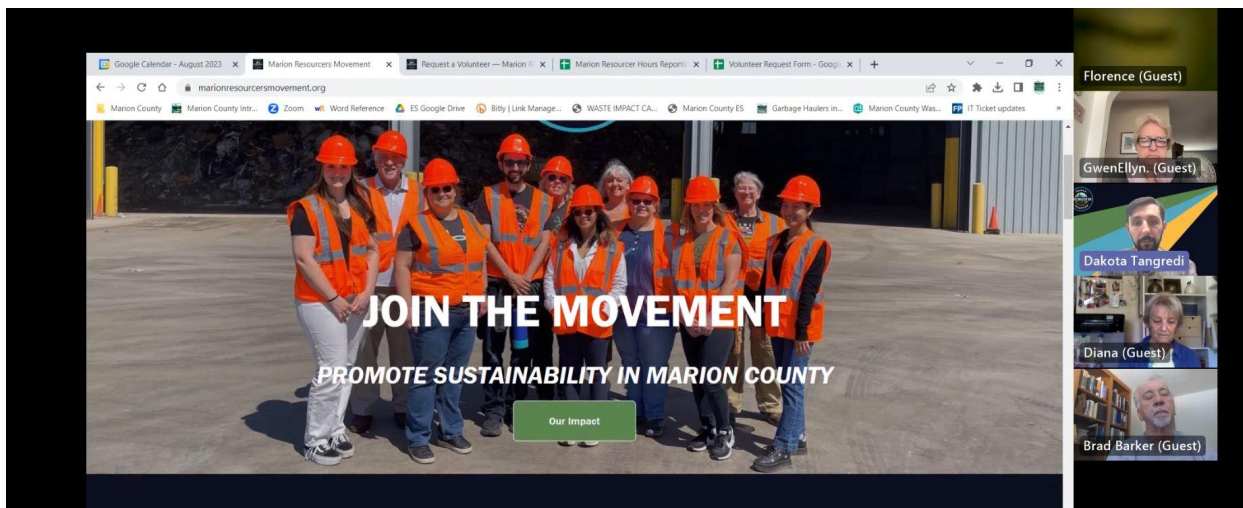 Google Calendar - August 2023
Marion Resourcers Movement
Request a Volunteer — Marion R
Marion Resourcer Hours Reportin
Volunteer Request Form - Google
marionresourcersmovement.org
Marion County
Marion County Intr...
Zoom
Word Reference
ES Google Drive
Bitly | Link Manage...
WASTE IMPACT CA...
Marion County ES
Garbage Haulers in...
Marion County Was...
IT Ticket updates
JOIN THE MOVEMENT
PROMOTE SUSTAINABILITY IN MARION COUNTY
Our Impact
Florence (Guest)
GwenEllyn. (Guest)
Dakota Tangredi
Diana (Guest)
Brad Barker (Guest)